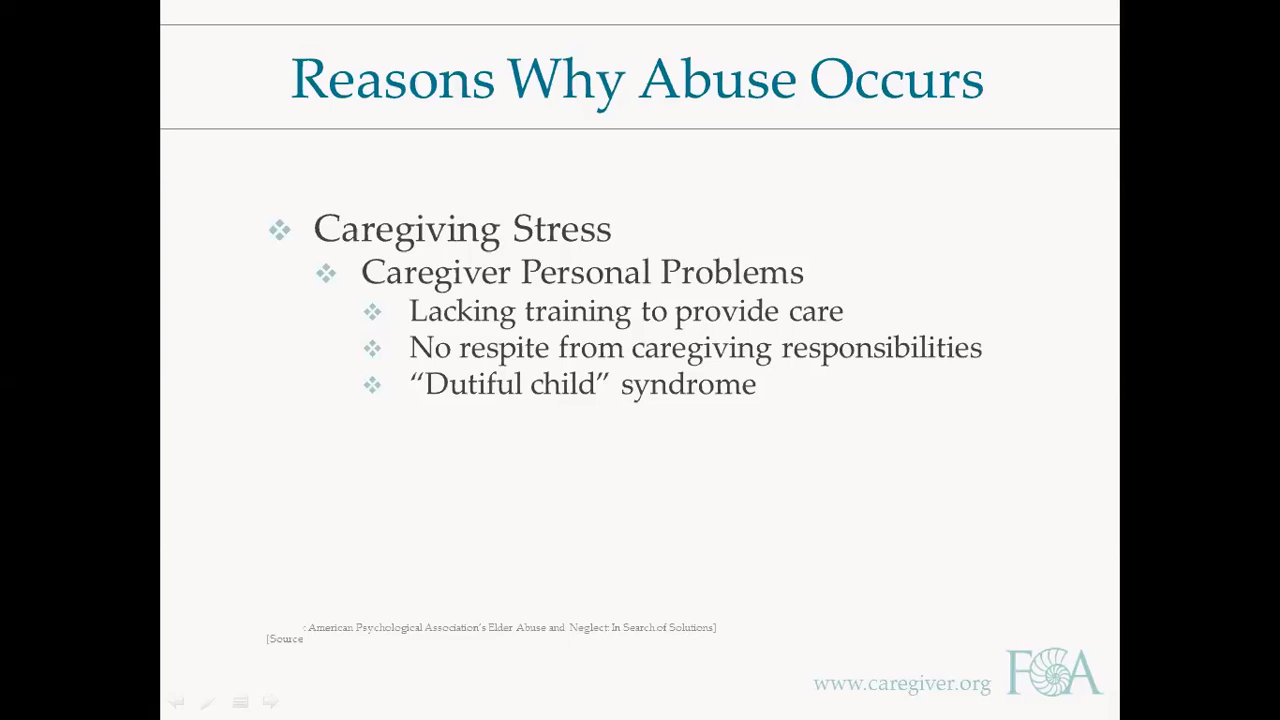 Reasons Why Abuse Occurs
Caregiving Stress
Caregiver Personal Problems
Lacking training to provide care
No respite from caregiving responsibilities
“Dutiful child” syndrome
: American Psychological Association’s Elder Abuse and Neglect: In Search of Solutions]
[Source
www.caregiver.org
FCA